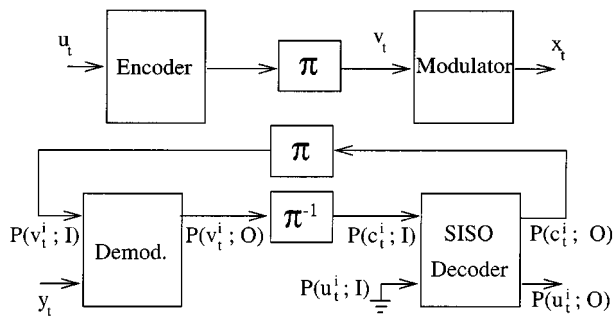 u_t
Encoder
π
v_t
Modulator
x_t
π
P(v_t^i ; I)
Demod.
P(v_t^i ; O)
π^-1
P(c_t^i ; I)
SISO
Decoder
P(c_t^i ; O)
y_t
P(u_t^i ; I)
P(u_t^i ; O)